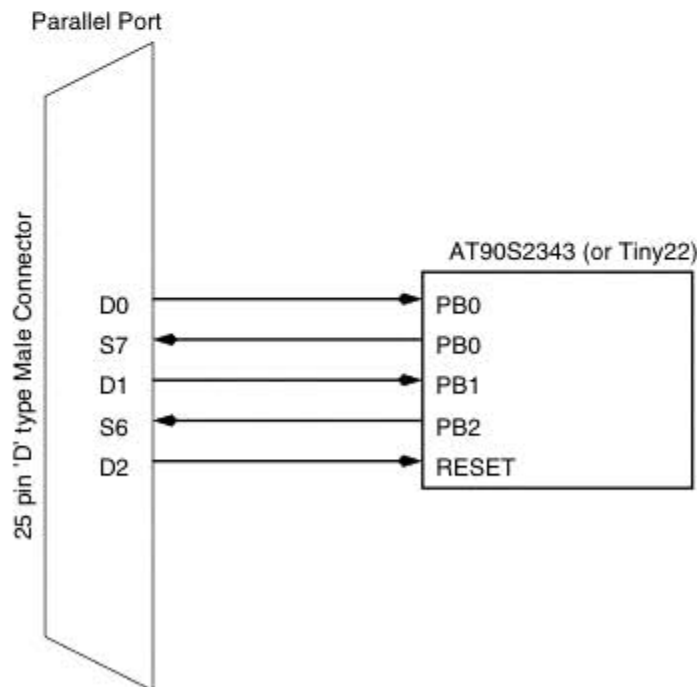 Parallel Port
25 pin 'D' type Male Connector
AT90S2343 (or Tiny22)
D0
PB0
S7
PB0
D1
PB1
S6
PB2
D2
RESET